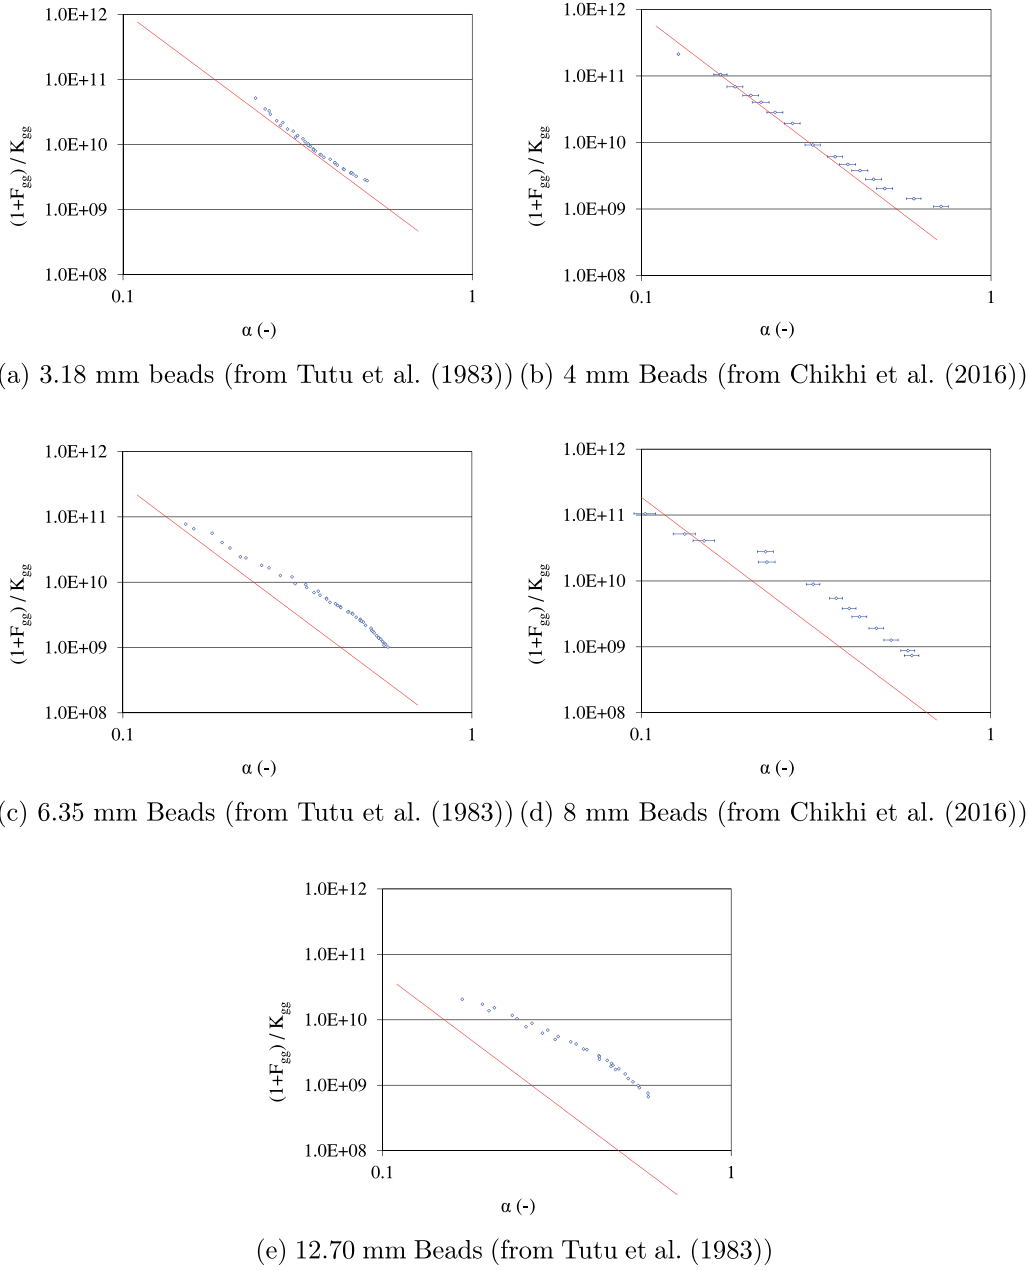 1.0E+12
1.0E+11
1.0E+10
1.0E+09
1.0E+08
(1+Fgg) / Kgg
0.1 1
α (-)
1.0E+12
1.0E+11
1.0E+10
1.0E+09
1.0E+08
(1+Fgg) / Kgg
0.1 1
α (-)
(a) 3.18 mm beads (from Tutu et al. (1983)) (b) 4 mm Beads (from Chikhi et al. (2016))
1.0E+12
1.0E+11
1.0E+10
1.0E+09
1.0E+08
(1+Fgg) / Kgg
0.1 1
α (-)
1.0E+12
1.0E+11
1.0E+10
1.0E+09
1.0E+08
(1+Fgg) / Kgg
0.1 1
α (-)
(c) 6.35 mm Beads (from Tutu et al. (1983)) (d) 8 mm Beads (from Chikhi et al. (2016))
1.0E+12
1.0E+11
1.0E+10
1.0E+09
1.0E+08
(1+Fgg) / Kgg
0.1 1
α (-)
(e) 12.70 mm Beads (from Tutu et al. (1983))